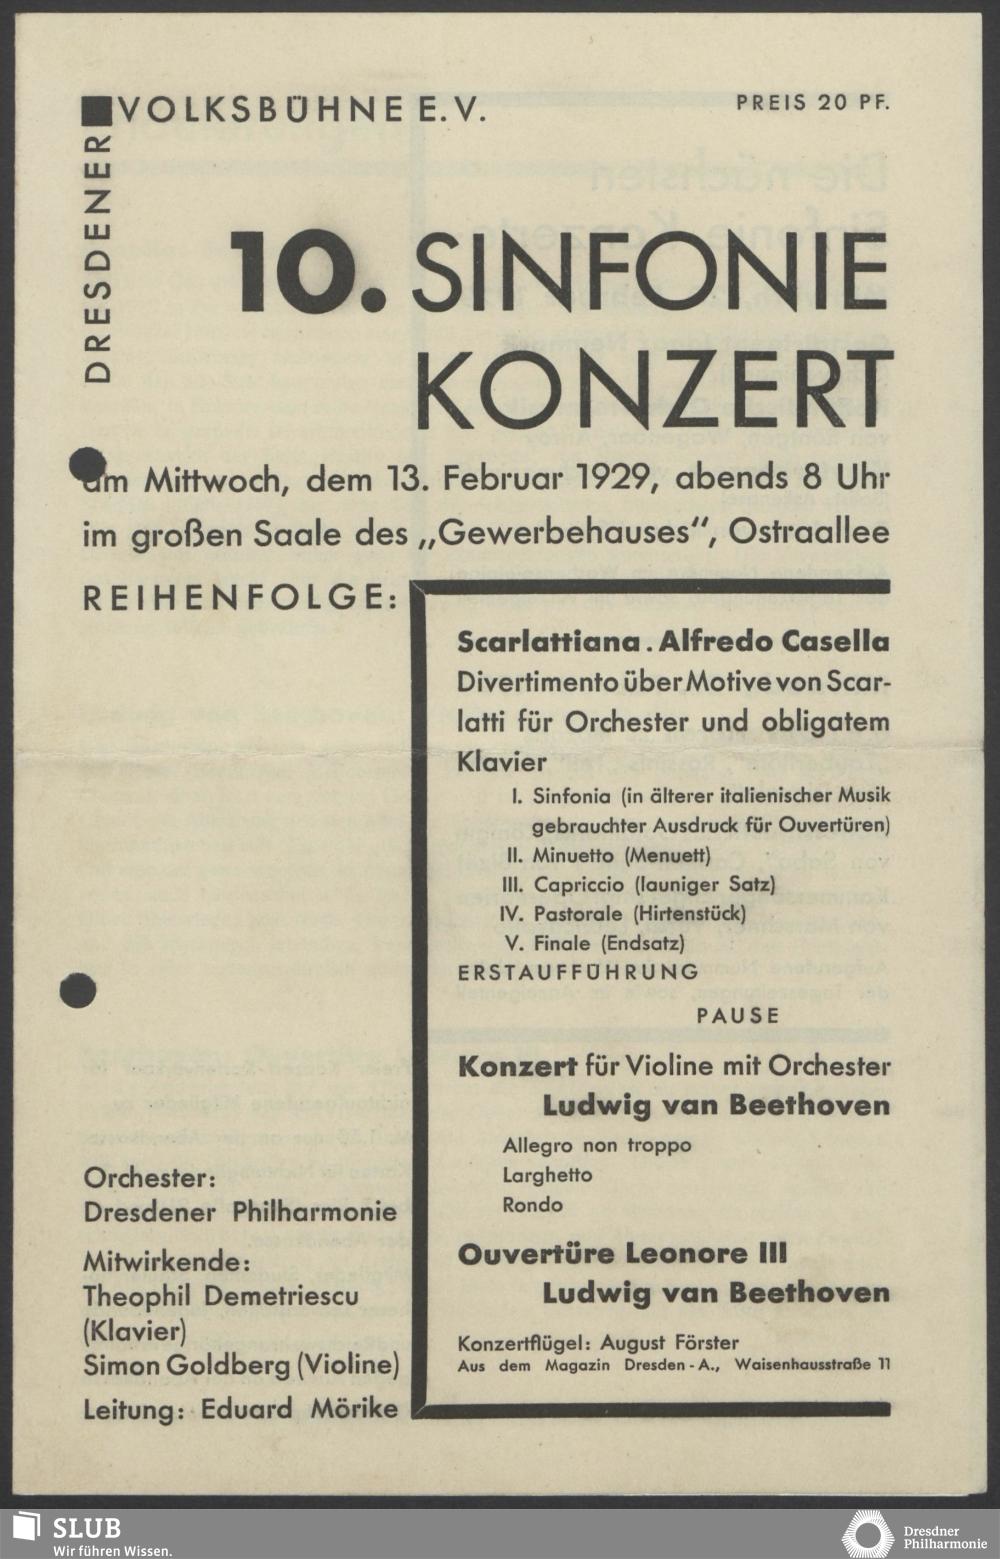 VOLKSBÜHNE E.V.
DRESDENER
PREIS 20 PF.
10. SINFONIE
KONZERT
am Mittwoch, dem 13. Februar 1929, abends 8 Uhr
im großen Saale des „Gewerbehauses“, Ostraallee
REIHENFOLGE:
Scarlattiana . Alfredo Casella
Divertimento über Motive von Scar-
latti für Orchester und obligatem
Klavier
I. Sinfonia (in älterer italienischer Musik
gebrauchter Ausdruck für Ouvertüren)
II. Minuetto (Menuett)
III. Capriccio (launiger Satz)
IV. Pastorale (Hirtenstück)
V. Finale (Endsatz)
ERSTAUFFÜHRUNG
PAUSE
Konzert für Violine mit Orchester
Ludwig van Beethoven
Allegro non troppo
Larghetto
Rondo
Ouvertüre Leonore III
Ludwig van Beethoven
Konzertflügel: August Förster
Aus dem Magazin Dresden-A., Waisenhausstraße 11
Orchester:
Dresdener Philharmonie
Mitwirkende:
Theophil Demetriescu
(Klavier)
Simon Goldberg (Violine)
Leitung: Eduard Mörike
SLUB
Wir führen Wissen.
Dresdner
Philharmonie